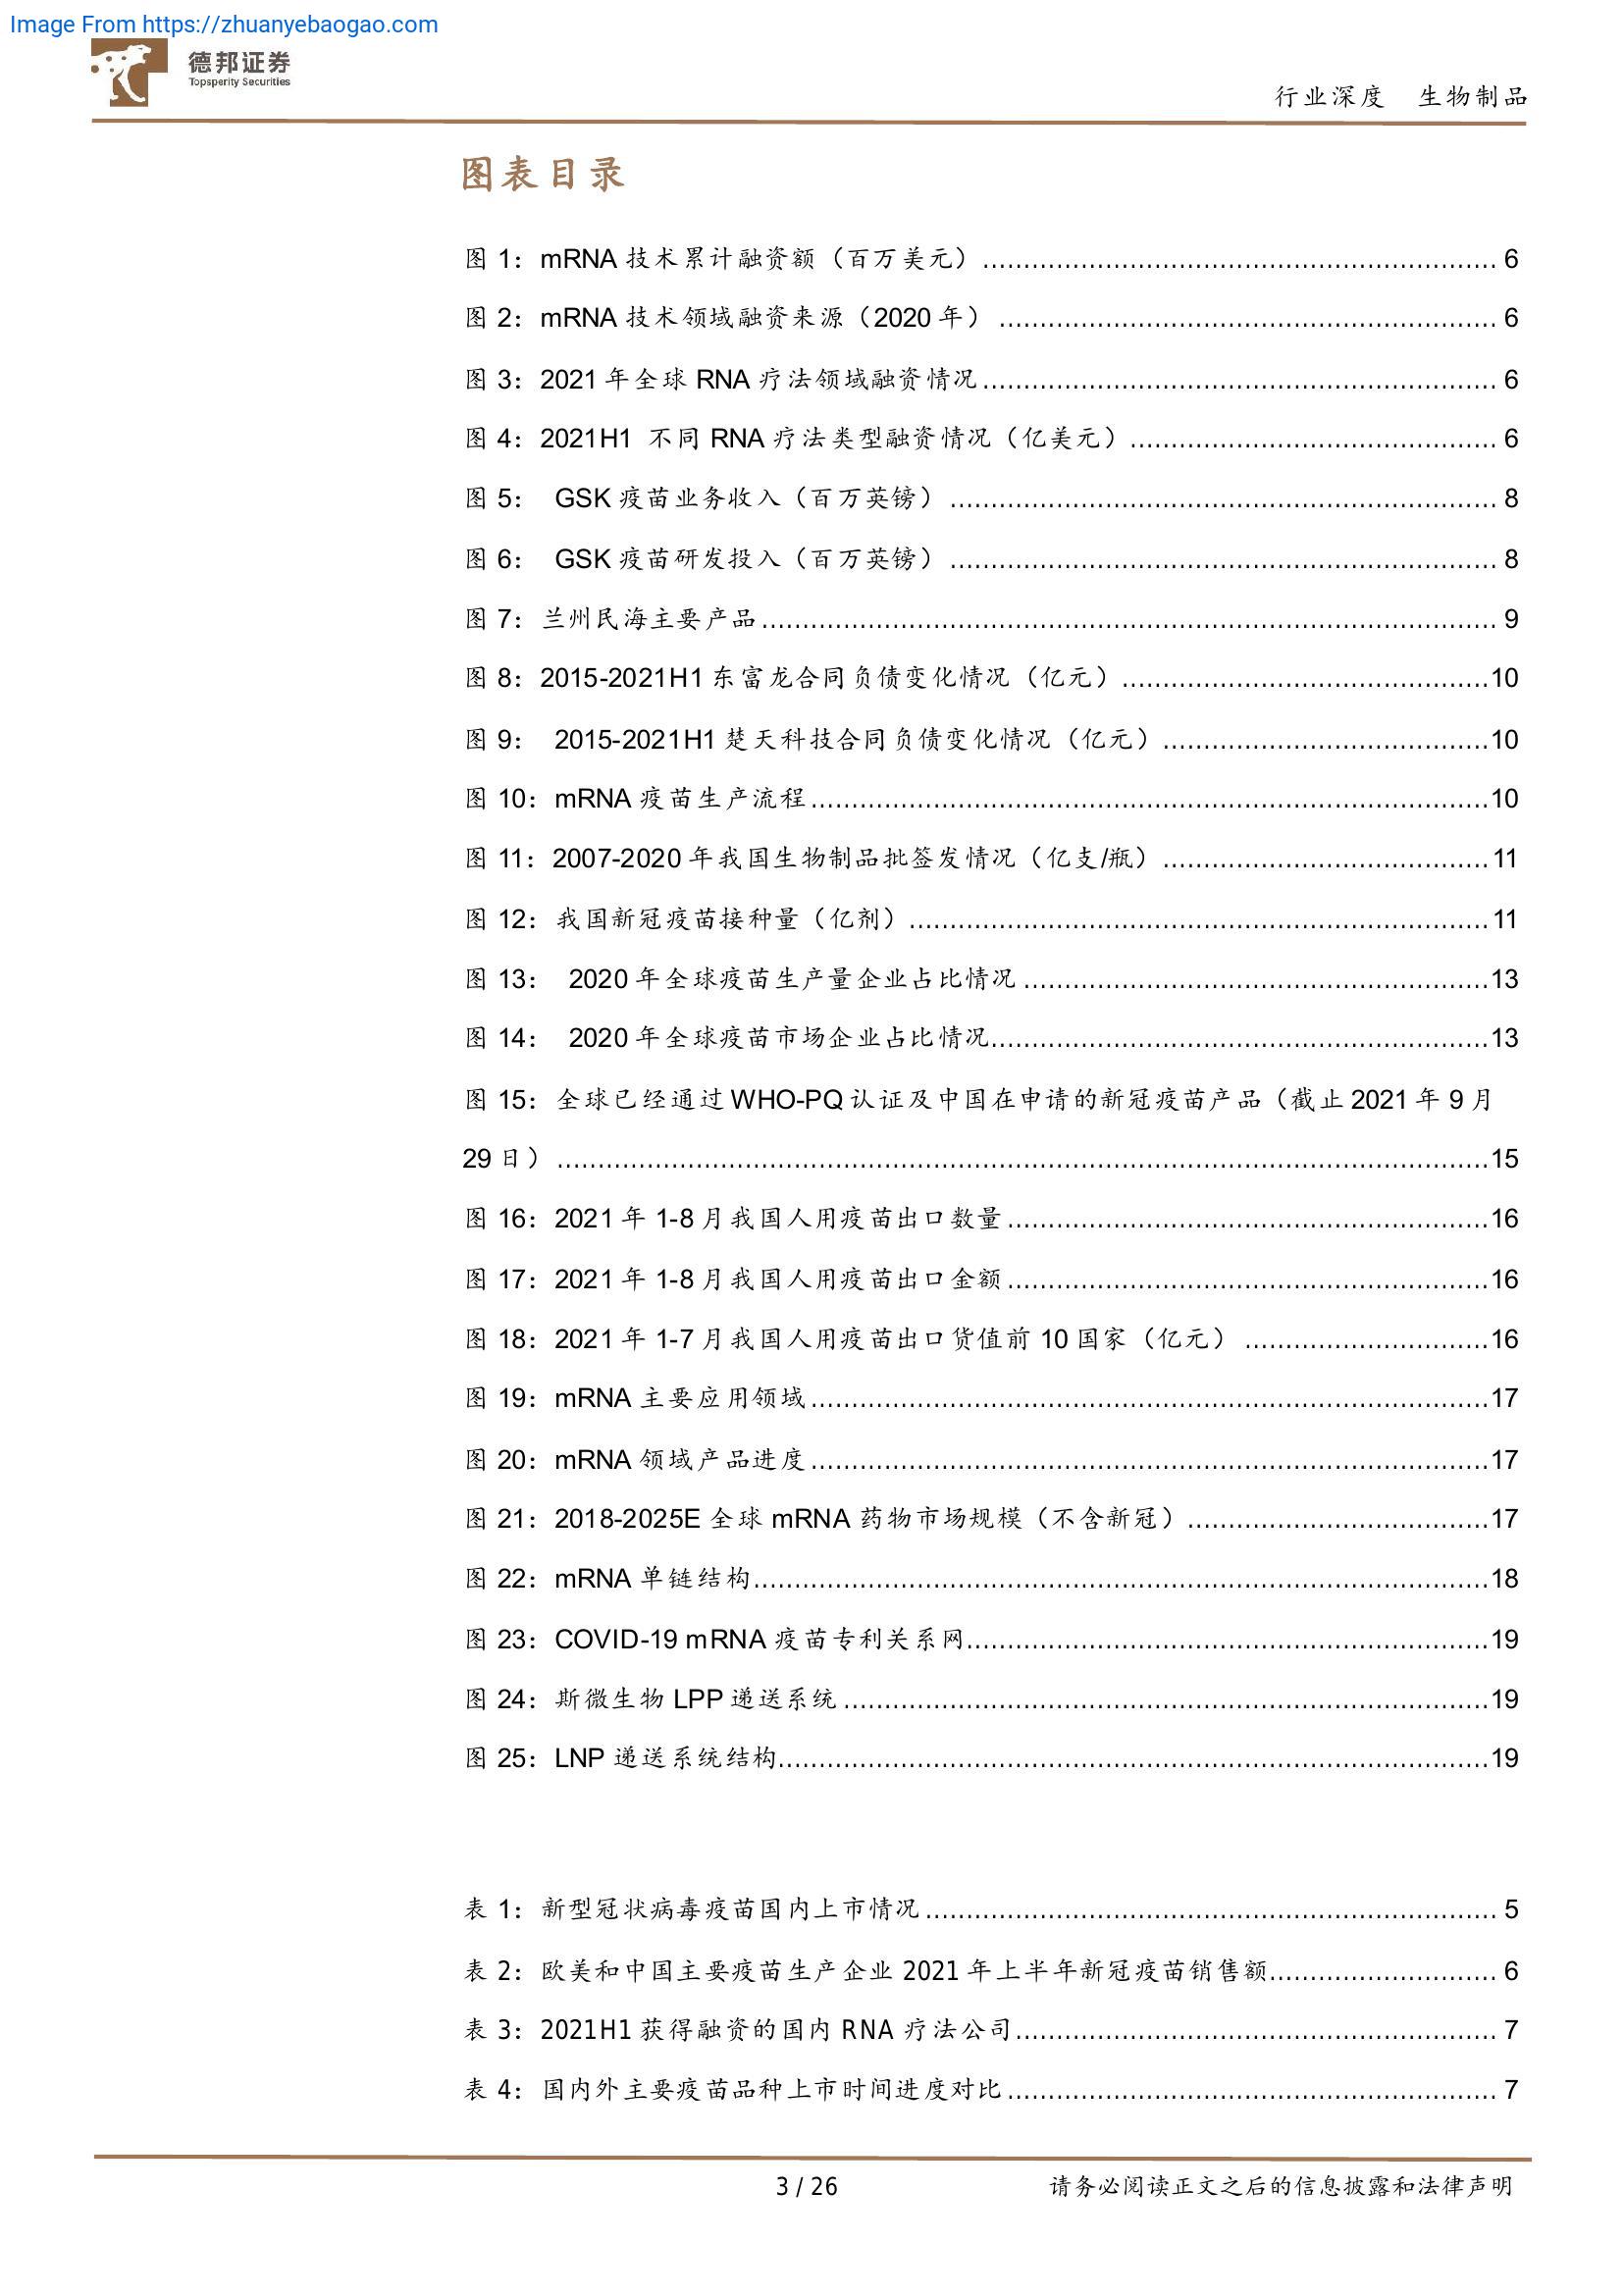 Image From https://zhuanyebaogao.com
德邦证券
Topsperity Securities
行业深度 生物制品
图表目录
图 1：mRNA 技术累计融资额（百万美元）................................................................ 6
图 2：mRNA 技术领域融资来源（2020 年）.............................................................. 6
图 3：2021 年全球 RNA 疗法领域融资情况................................................................ 6
图 4：2021H1 不同 RNA 疗法类型融资情况（亿美元）.............................................. 6
图 5： GSK 疫苗业务收入（百万英镑）.................................................................... 8
图 6： GSK 疫苗研发投入（百万英镑）.................................................................... 8
图 7：兰州民海主要产品........................................................................................... 9
图 8：2015-2021H1 东富龙合同负债变化情况（亿元）..............................................10
图 9： 2015-2021H1 楚天科技合同负债变化情况（亿元）.........................................10
图 10：mRNA 疫苗生产流程....................................................................................10
图 11：2007-2020 年我国生物制品批签发情况（亿支/瓶）.........................................11
图 12：我国新冠疫苗接种量（亿剂）........................................................................11
图 13： 2020 年全球疫苗生产量企业占比情况..........................................................13
图 14： 2020 年全球疫苗市场企业占比情况..............................................................13
图 15：全球已经通过 WHO-PQ 认证及中国在申请的新冠疫苗产品（截止 2021 年 9 月
29 日）...................................................................................................................15
图 16：2021 年 1-8 月我国人用疫苗出口数量............................................................16
图 17：2021 年 1-8 月我国人用疫苗出口金额............................................................16
图 18：2021 年 1-7 月我国人用疫苗出口货值前 10 国家（亿元）...............................16
图 19：mRNA 主要应用领域....................................................................................17
图 20：mRNA 领域产品进度....................................................................................17
图 21：2018-2025E 全球 mRNA 药物市场规模（不含新冠）......................................17
图 22：mRNA 单链结构...........................................................................................18
图 23：COVID-19 mRNA 疫苗专利关系网.................................................................19
图 24：斯微生物 LPP 递送系统................................................................................19
图 25：LNP 递送系统结构........................................................................................19
表 1：新型冠状病毒疫苗国内上市情况....................................................................... 5
表 2：欧美和中国主要疫苗生产企业 2021 年上半年新冠疫苗销售额............................ 6
表 3：2021H1 获得融资的国内 RNA 疗法公司............................................................ 7
表 4：国内外主要疫苗品种上市时间进度对比............................................................. 7
3 / 26
请务必阅读正文之后的信息披露和法律声明